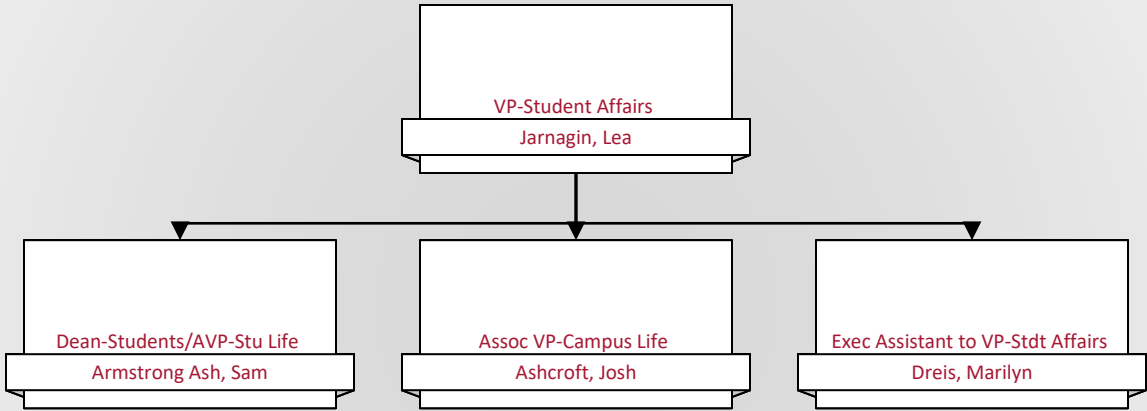 VP-Student Affairs
Jarnagin, Lea
Dean-Students/AVP-Stu Life
Armstrong Ash, Sam
Assoc VP-Campus Life
Ashcroft, Josh
Exec Assistant to VP-Stdt Affairs
Dreis, Marilyn